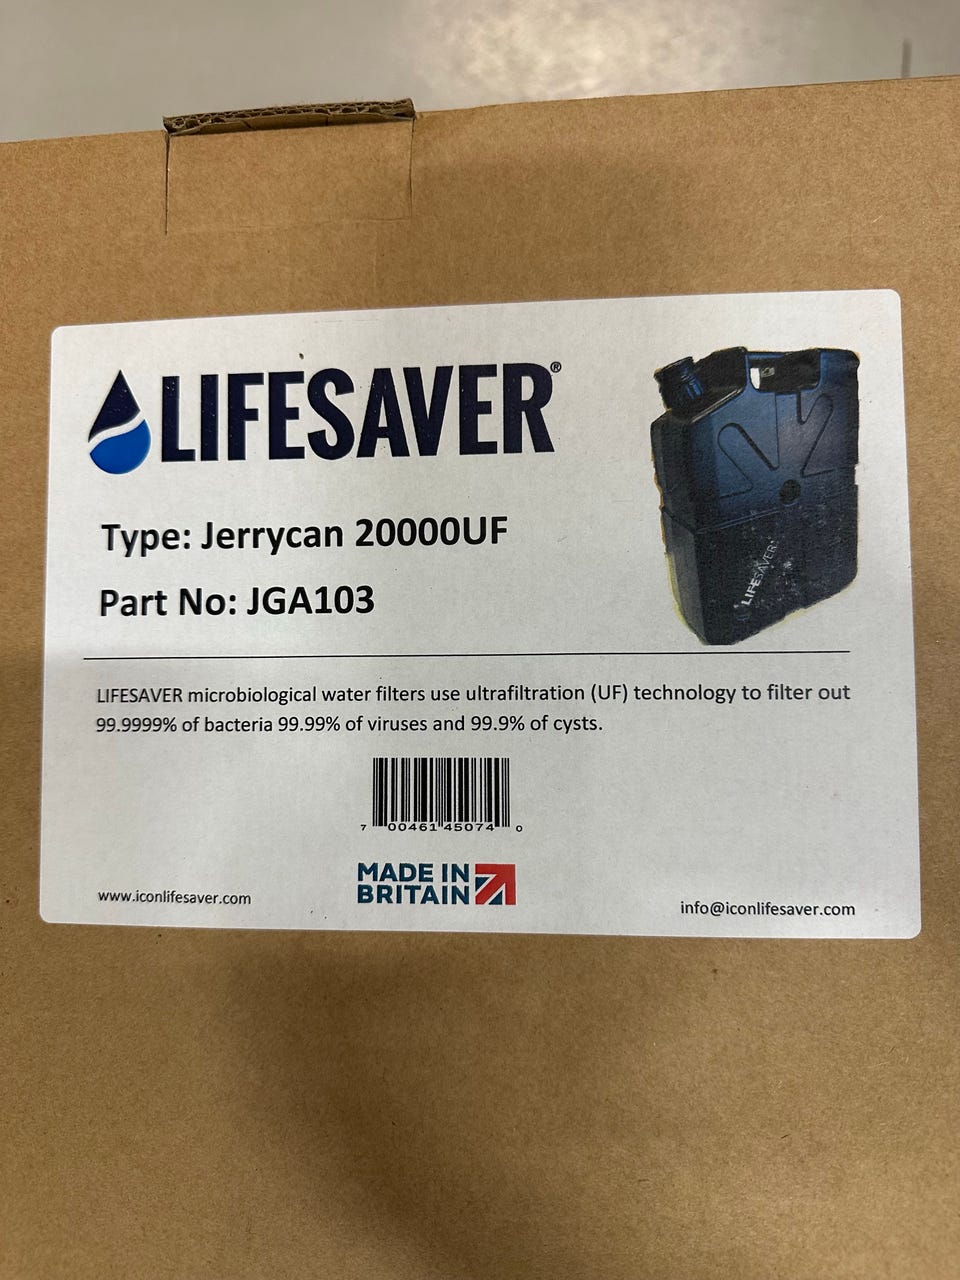 LIFESAVER®
Type: Jerrycan 20000UF
Part No: JGA103
LIFESAVER
LIFESAVER microbiological water filters use ultrafiltration (UF) technology to filter out
99.9999% of bacteria 99.99% of viruses and 99.9% of cysts.
7 00461 45074 0
MADE IN
BRITAIN
www.iconlifesaver.com
info@iconlifesaver.com